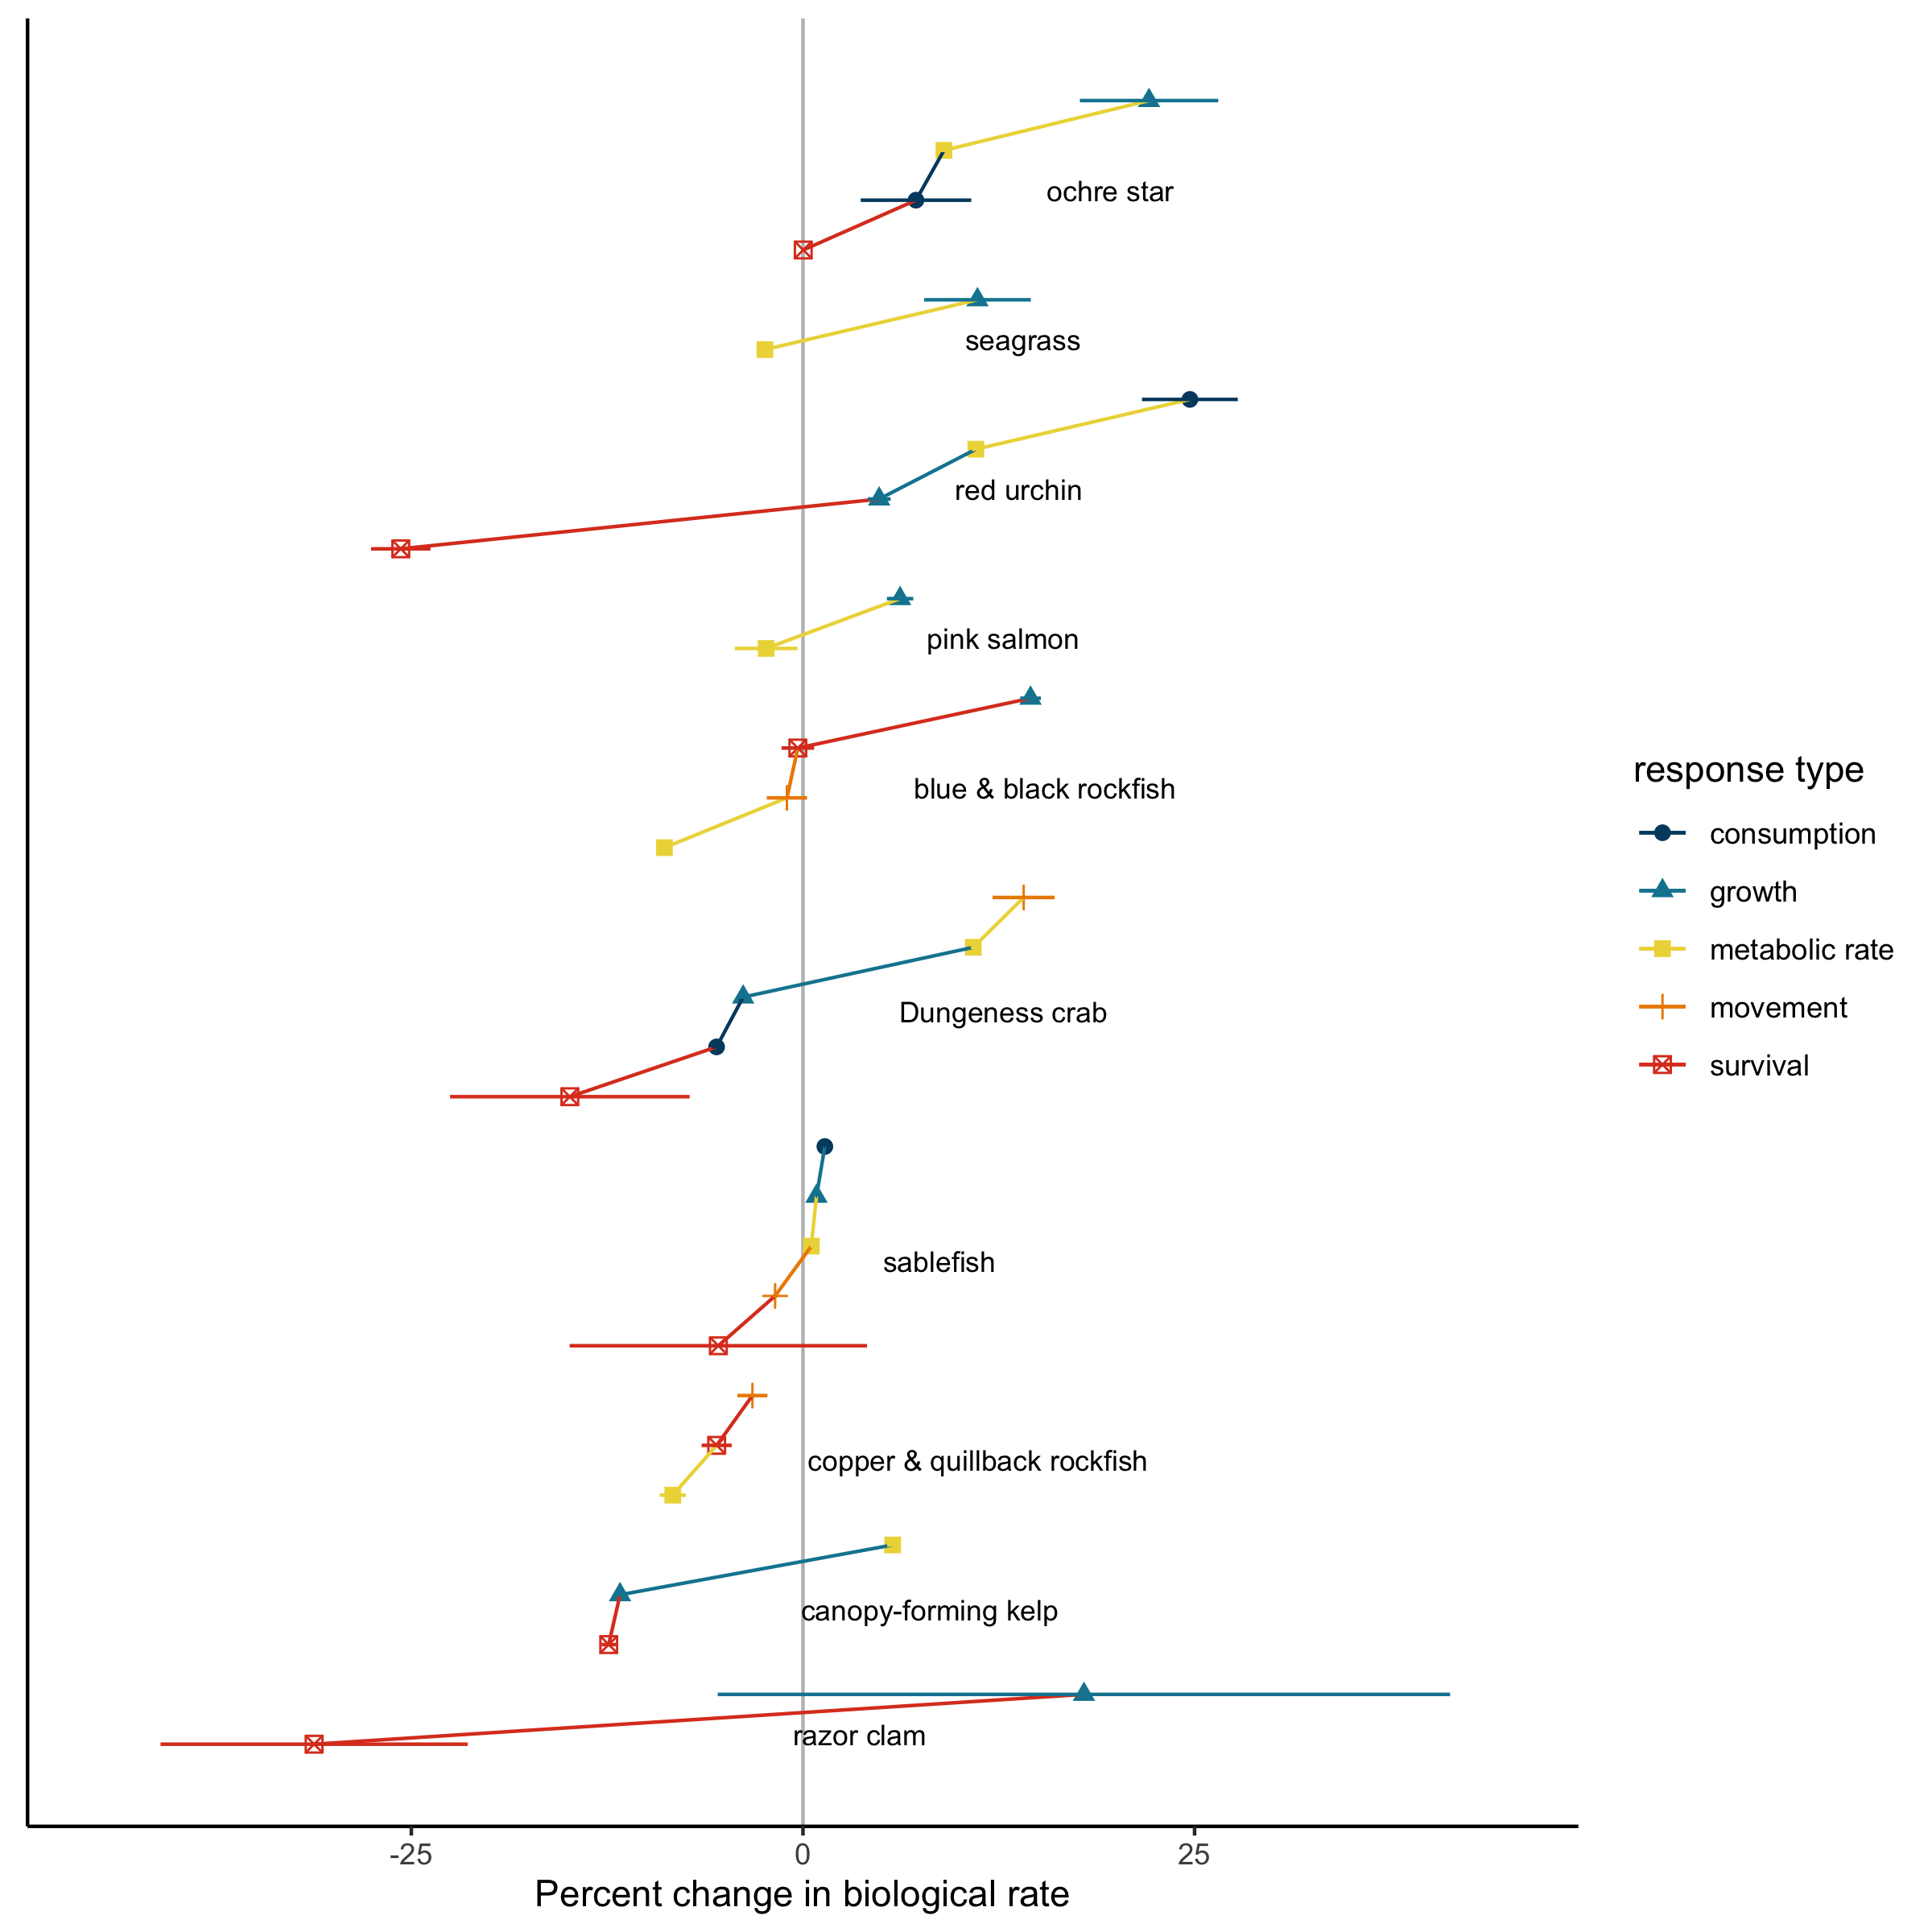 ochre star
seagrass
red urchin
pink salmon
blue & black rockfish
Dungeness crab
sablefish
copper & quillback rockfish
canopy-forming kelp
razor clam
-25
0
25
Percent change in biological rate
response type
consumption
growth
metabolic rate
movement
survival